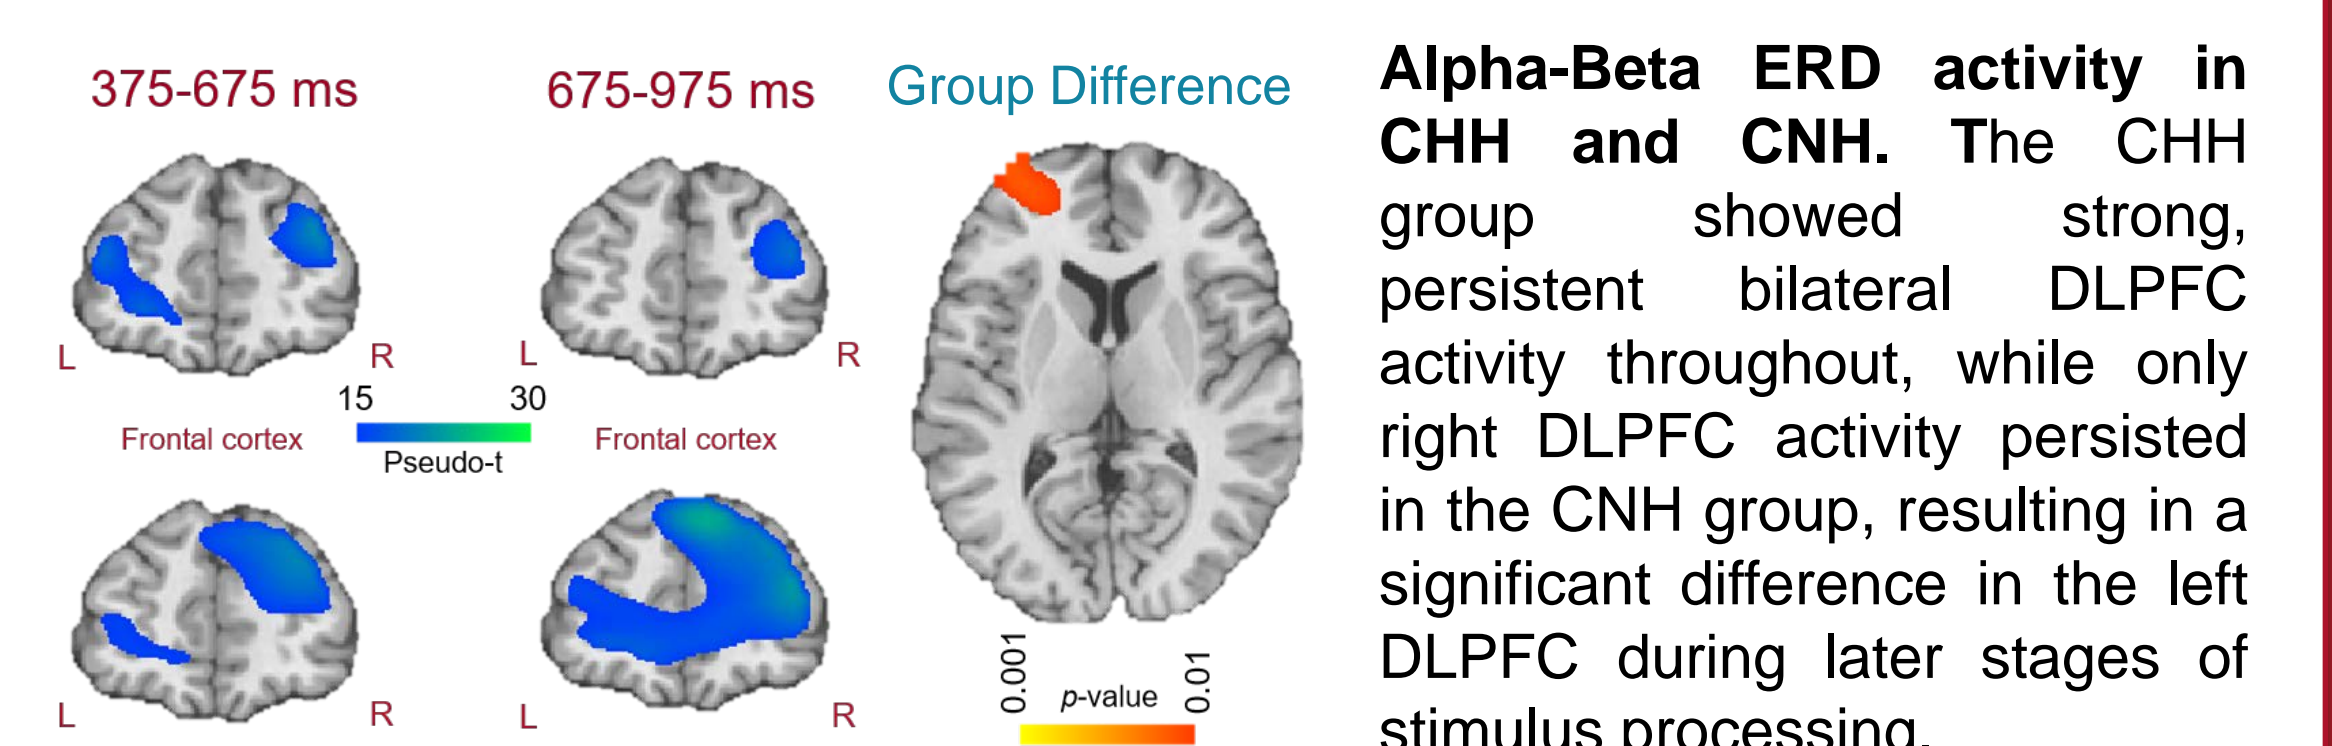 375-675 ms
675-975 ms
Group Difference
L
R
L
R
15
30
Frontal cortex
Pseudo-t
Frontal cortex
L
R
L
R
0.001
p-value
0.01
Alpha-Beta ERD activity in
CHH and CNH. The CHH
group showed strong,
persistent bilateral DLPFC
activity throughout, while only
right DLPFC activity persisted
in the CNH group, resulting in a
significant difference in the left
DLPFC during later stages of
stimulus processing.